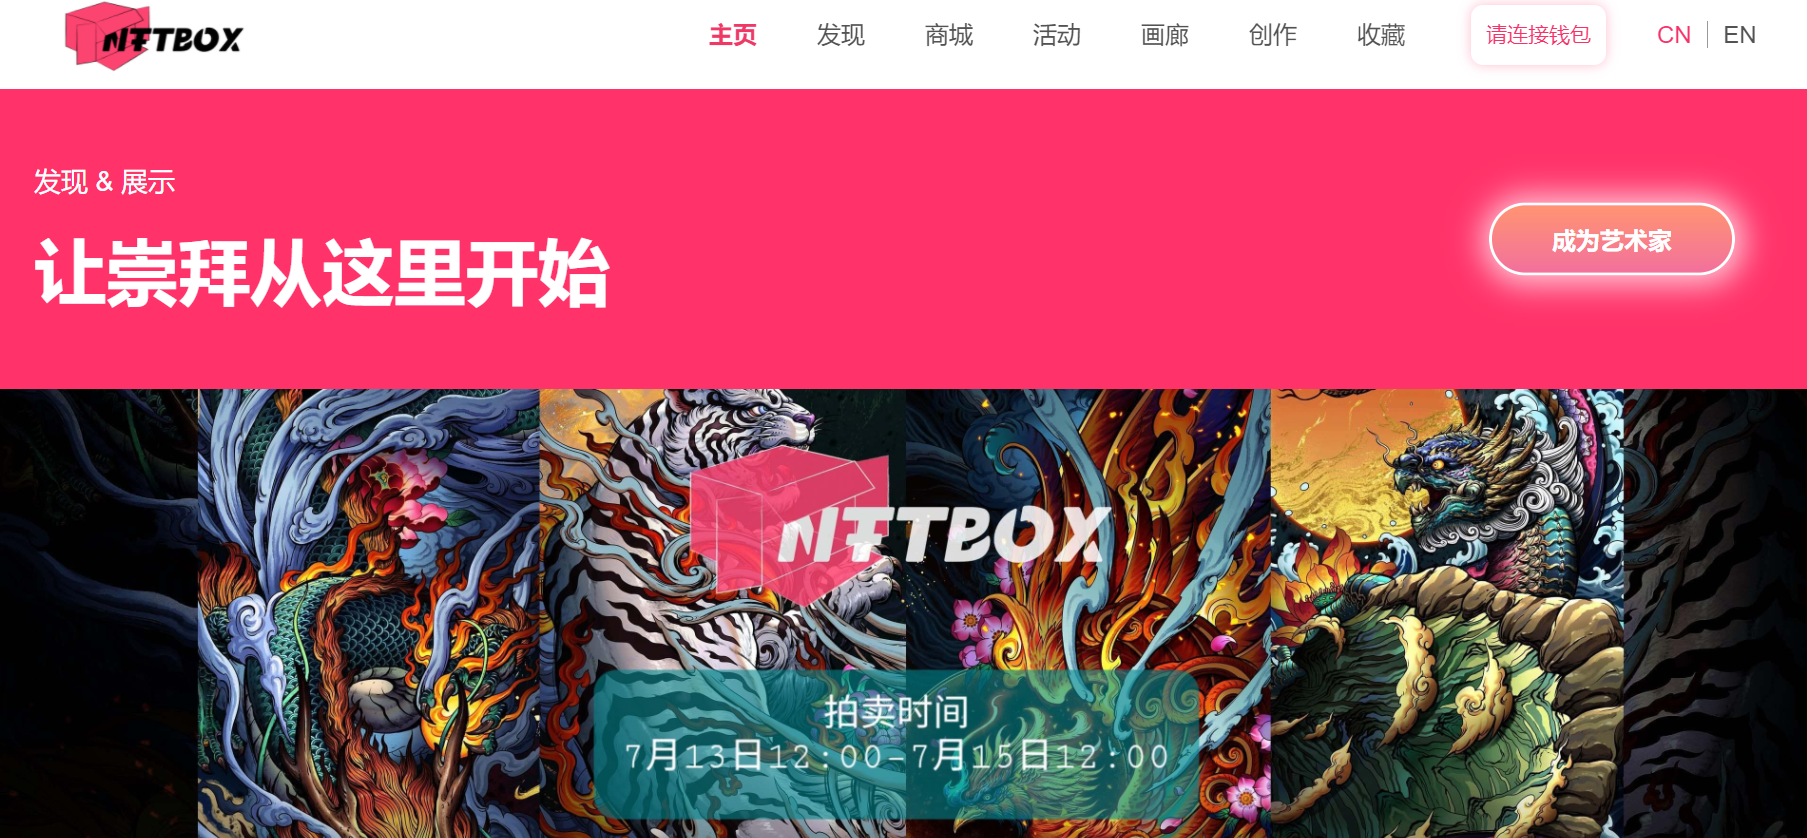 NFTBOX
主页 发现 商城 活动 画廊 创作 收藏 请连接钱包 CN EN
发现 & 展示
让崇拜从这里开始
成为艺术家
NFTBOX
拍卖时间
7月13日12:00-7月15日12:00